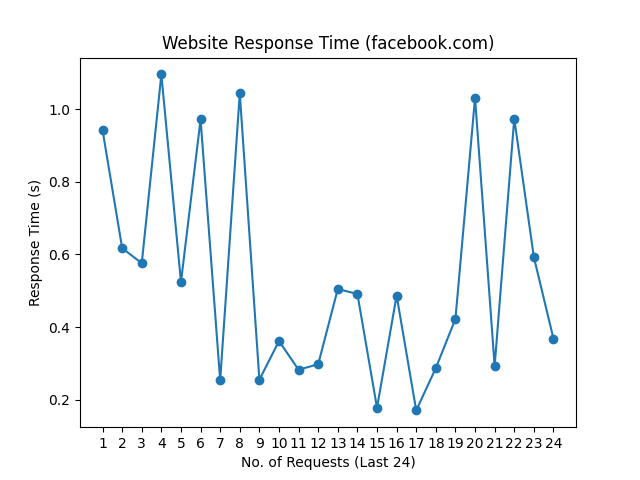 Website Response Time (facebook.com)
1.0
0.8
0.6
0.4
0.2
Response Time (s)
1 2 3 4 5 6 7 8 9 10 11 12 13 14 15 16 17 18 19 20 21 22 23 24
No. of Requests (Last 24)